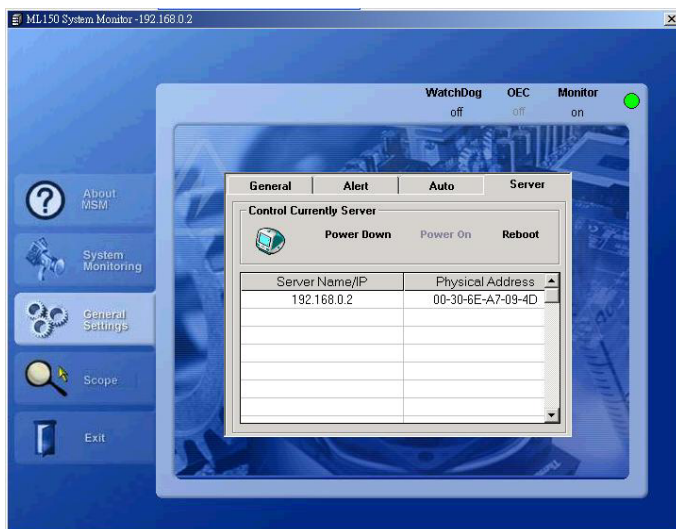 ML150 System Monitor -192.168.0.2
WatchDog OEC Monitor
off off on
About
MSM
System
Monitoring
General
Settings
Scope
Exit
General Alert Auto Server
Control Currently Server
Power Down Power On Reboot
Server Name/IP Physical Address
192.168.0.2 00-30-6E-A7-09-4D